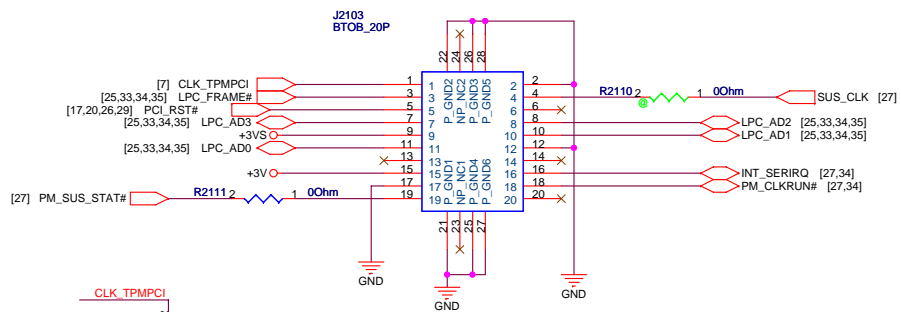 J2103
BTOB_20P
22 24 26 28
P_GND2 NP_NC2 P_GND3 P_GND5
[7] CLK_TPMPCI 1 1 2 2
[25,33,34,35] LPC_FRAME# 3 3 4 4 R2110 2 1 0Ohm SUS_CLK [27]
@
[17,20,26,29] PCI_RST# 5 5 6 6
[25,33,34,35] LPC_AD3 7 7 8 8 LPC_AD2 [25,33,34,35]
+3VS 9 9 10 10 LPC_AD1 [25,33,34,35]
[25,33,34,35] LPC_AD0 11 11 12 12
13 13 14 14
+3V 15 15 16 16 INT_SERIRQ [27,34]
17 17 18 18 PM_CLKRUN# [27,34]
[27] PM_SUS_STAT# R2111 2 1 0Ohm 19 19 20 20
P_GND1 NP_NC1 P_GND4 P_GND6
21 23 25 27
GND
GND
GND
CLK_TPMPCI